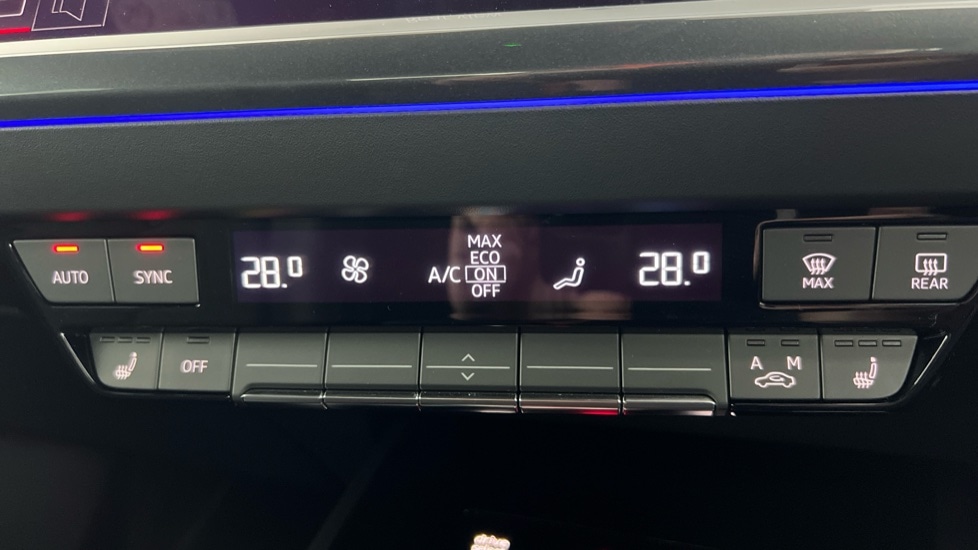 AUTO
SYNC
28.0
A/C
MAX
ECO
ON
OFF
28.0
MAX
REAR
OFF
A M